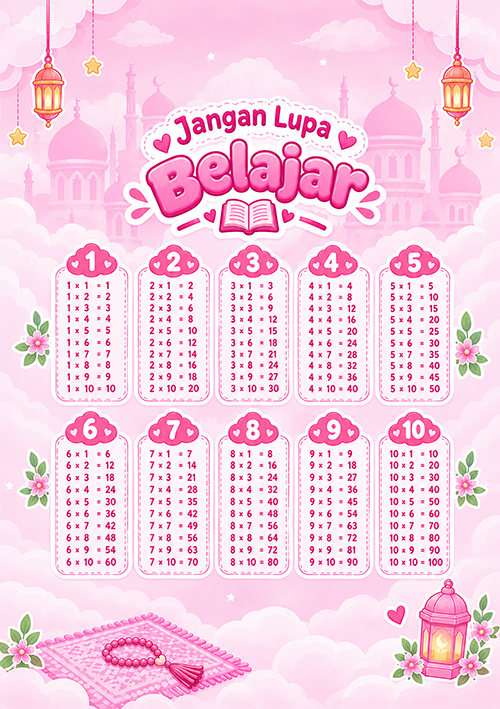 Jangan Lupa
Belajar
1
1 x 1 = 1
1 x 2 = 2
1 x 3 = 3
1 x 4 = 4
1 x 5 = 5
1 x 6 = 6
1 x 7 = 7
1 x 8 = 8
1 x 9 = 9
1 x 10 = 10
2
2 x 1 = 2
2 x 2 = 4
2 x 3 = 6
2 x 4 = 8
2 x 5 = 10
2 x 6 = 12
2 x 7 = 14
2 x 8 = 16
2 x 9 = 18
2 x 10 = 20
3
3 x 1 = 3
3 x 2 = 6
3 x 3 = 9
3 x 4 = 12
3 x 5 = 15
3 x 6 = 18
3 x 7 = 21
3 x 8 = 24
3 x 9 = 27
3 x 10 = 30
4
4 x 1 = 4
4 x 2 = 8
4 x 3 = 12
4 x 4 = 16
4 x 5 = 20
4 x 6 = 24
4 x 7 = 28
4 x 8 = 32
4 x 9 = 36
4 x 10 = 40
5
5 x 1 = 5
5 x 2 = 10
5 x 3 = 15
5 x 4 = 20
5 x 5 = 25
5 x 6 = 30
5 x 7 = 35
5 x 8 = 40
5 x 9 = 45
5 x 10 = 50
6
6 x 1 = 6
6 x 2 = 12
6 x 3 = 18
6 x 4 = 24
6 x 5 = 30
6 x 6 = 36
6 x 7 = 42
6 x 8 = 48
6 x 9 = 54
6 x 10 = 60
7
7 x 1 = 7
7 x 2 = 14
7 x 3 = 21
7 x 4 = 28
7 x 5 = 35
7 x 6 = 42
7 x 7 = 49
7 x 8 = 56
7 x 9 = 63
7 x 10 = 70
8
8 x 1 = 8
8 x 2 = 16
8 x 3 = 24
8 x 4 = 32
8 x 5 = 40
8 x 6 = 48
8 x 7 = 56
8 x 8 = 64
8 x 9 = 72
8 x 10 = 80
9
9 x 1 = 9
9 x 2 = 18
9 x 3 = 27
9 x 4 = 36
9 x 5 = 45
9 x 6 = 54
9 x 7 = 63
9 x 8 = 72
9 x 9 = 81
9 x 10 = 90
10
10 x 1 = 10
10 x 2 = 20
10 x 3 = 30
10 x 4 = 40
10 x 5 = 50
10 x 6 = 60
10 x 7 = 70
10 x 8 = 80
10 x 9 = 90
10 x 10 = 100